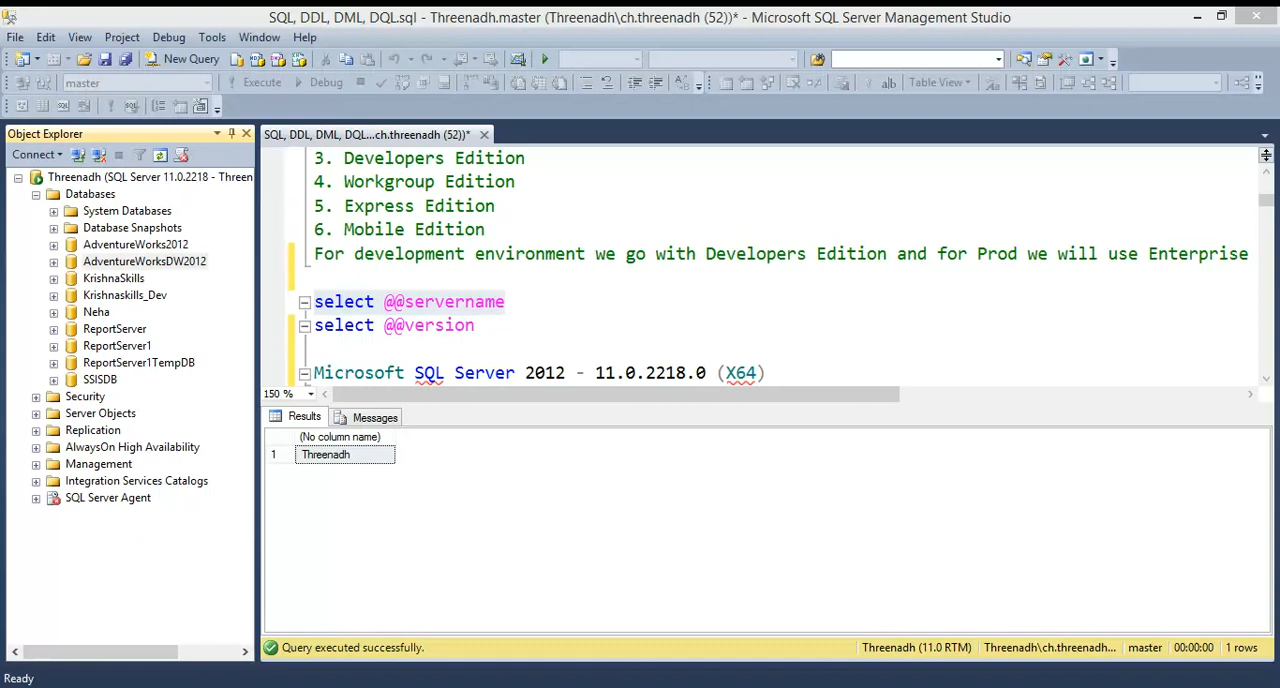 SQL, DDL, DML, DQL.sql - Threenadh.master (Threenadh\ch.threenadh (52))* - Microsoft SQL Server Management Studio
File Edit View Project Debug Tools Window Help
New Query
master Execute Debug Table View
Object Explorer
SQL, DDL, DML, DQL...ch.threenadh (52))*
Connect
Threenadh (SQL Server 11.0.2218 - Threen
Databases
System Databases
Database Snapshots
AdventureWorks2012
AdventureWorksDW2012
KrishnaSkills
Krishnaskills_Dev
Neha
ReportServer
ReportServer1
ReportServer1TempDB
SSISDB
Security
Server Objects
Replication
AlwaysOn High Availability
Management
Integration Services Catalogs
SQL Server Agent
3. Developers Edition
4. Workgroup Edition
5. Express Edition
6. Mobile Edition
For development environment we go with Developers Edition and for Prod we will use Enterprise
select @@servername
select @@version
Microsoft SQL Server 2012 - 11.0.2218.0 (X64)
150 %
Results Messages
(No column name)
1 Threenadh
Query executed successfully. Threenadh (11.0 RTM) Threenadh\ch.threenadh... master 00:00:00 1 rows
Ready